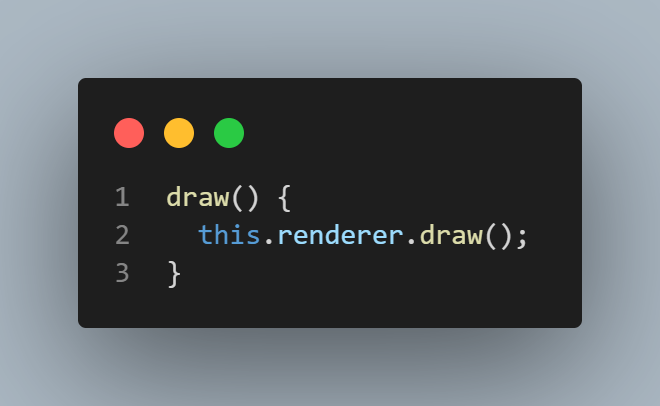 1 draw() {
2   this.renderer.draw();
3 }